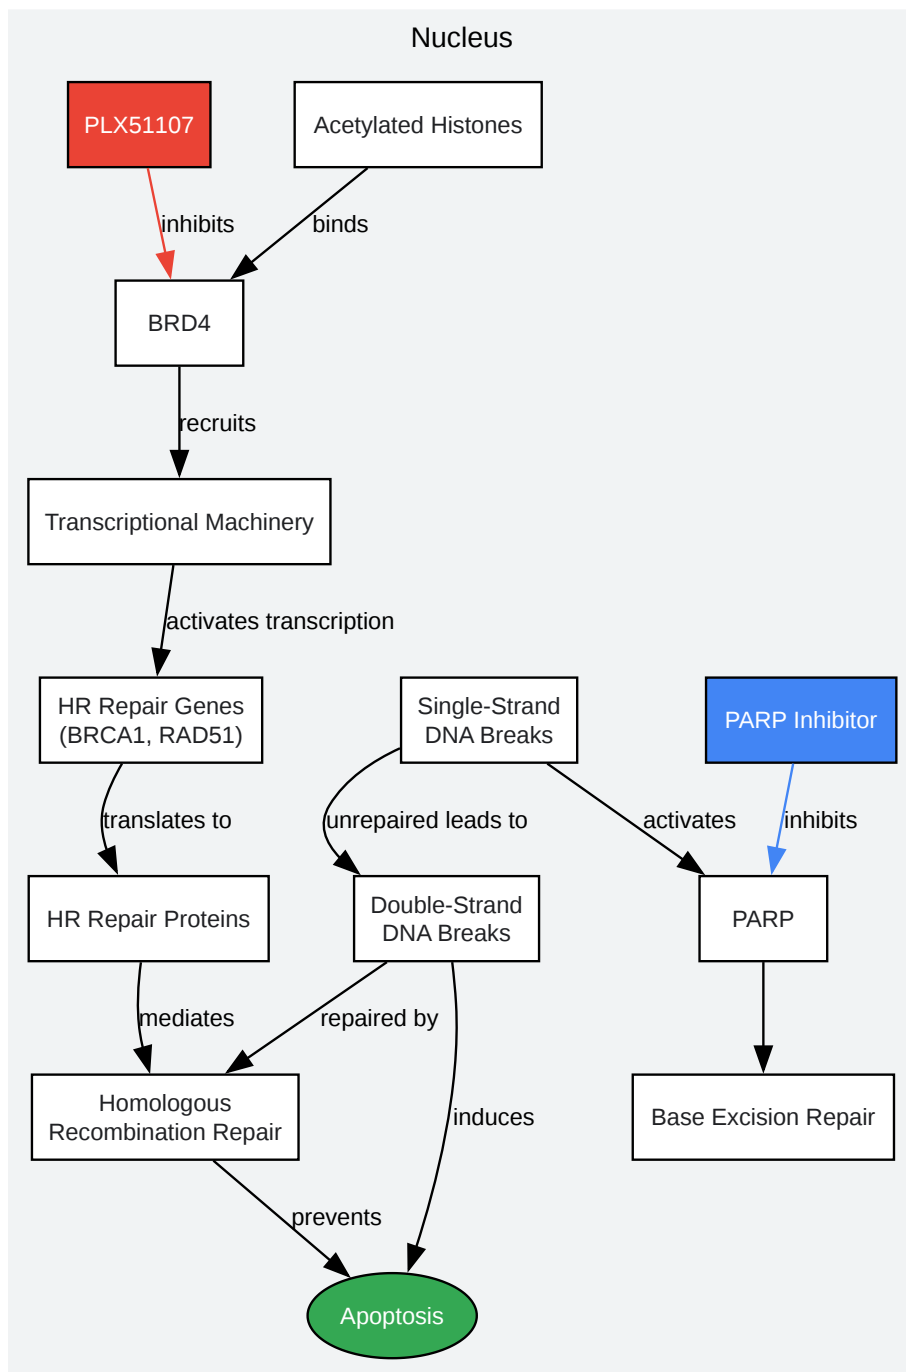 Nucleus
PLX51107
Acetylated Histones
inhibits
binds
BRD4
recruits
Transcriptional Machinery
activates transcription
HR Repair Genes
(BRCA1, RAD51)
Single-Strand
DNA Breaks
PARP Inhibitor
translates to
unrepaired leads to
activates
inhibits
HR Repair Proteins
Double-Strand
DNA Breaks
PARP
mediates
repaired by
Homologous
Recombination Repair
induces
Base Excision Repair
prevents
Apoptosis